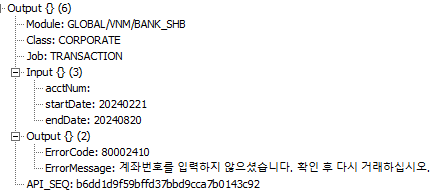 Output {} (6)
Module: GLOBAL/VNM/BANK_SHB
Class: CORPORATE
Job: TRANSACTION
Input {} (3)
acctNum:
startDate: 20240221
endDate: 20240820
Output {} (2)
ErrorCode: 80002410
ErrorMessage: 계좌번호를 입력하지 않으셨습니다. 확인 후 다시 거래하십시오.
API_SEQ: b6dd1d9f59bffd37bbd9cca7b0143c92